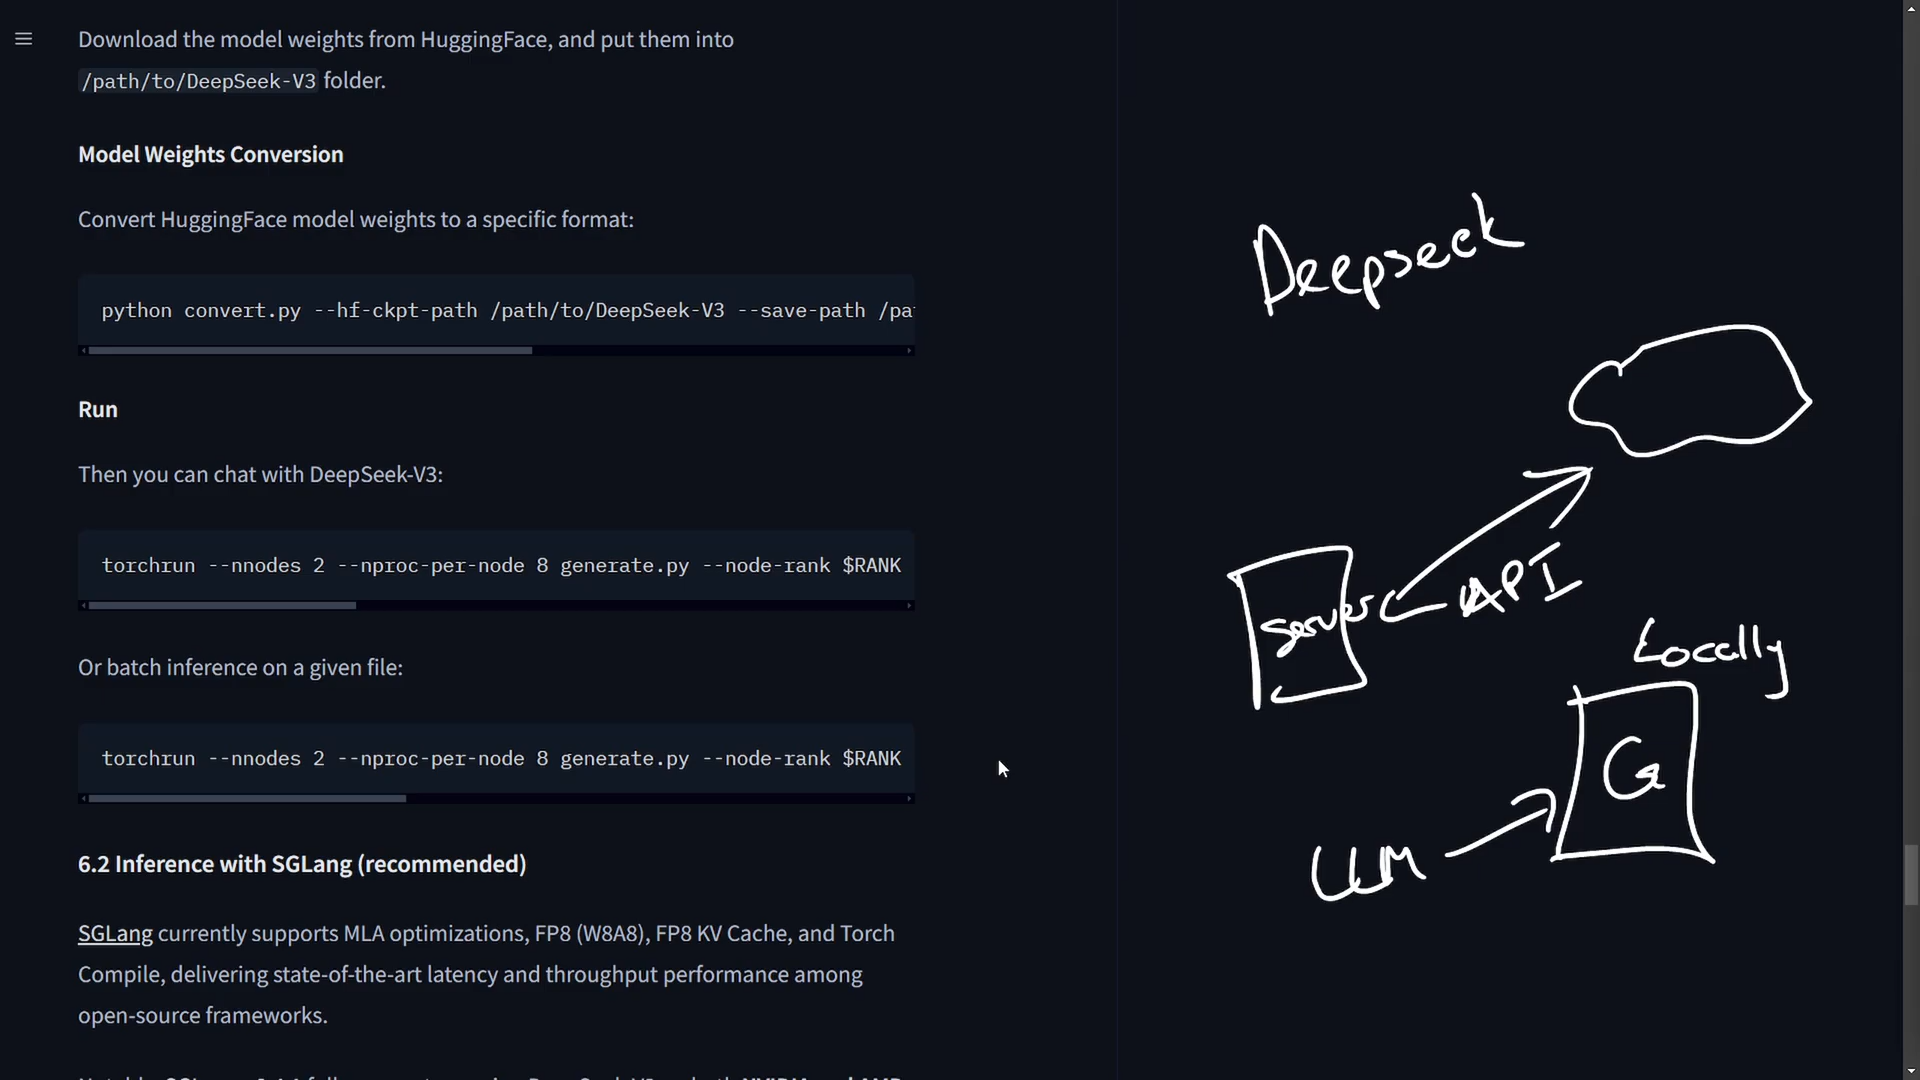 Download the model weights from HuggingFace, and put them into
/path/to/DeepSeek-V3 folder.
Model Weights Conversion
Convert HuggingFace model weights to a specific format:
python convert.py --hf-ckpt-path /path/to/DeepSeek-V3 --save-path /pa
Run
Then you can chat with DeepSeek-V3:
torchrun --nnodes 2 --nproc-per-node 8 generate.py --node-rank $RANK
Or batch inference on a given file:
torchrun --nnodes 2 --nproc-per-node 8 generate.py --node-rank $RANK
6.2 Inference with SGLang (recommended)
SGLang currently supports MLA optimizations, FP8 (W8A8), FP8 KV Cache, and Torch
Compile, delivering state-of-the-art latency and throughput performance among
open-source frameworks.
Deepseek
server
API
Locally
G
LLM